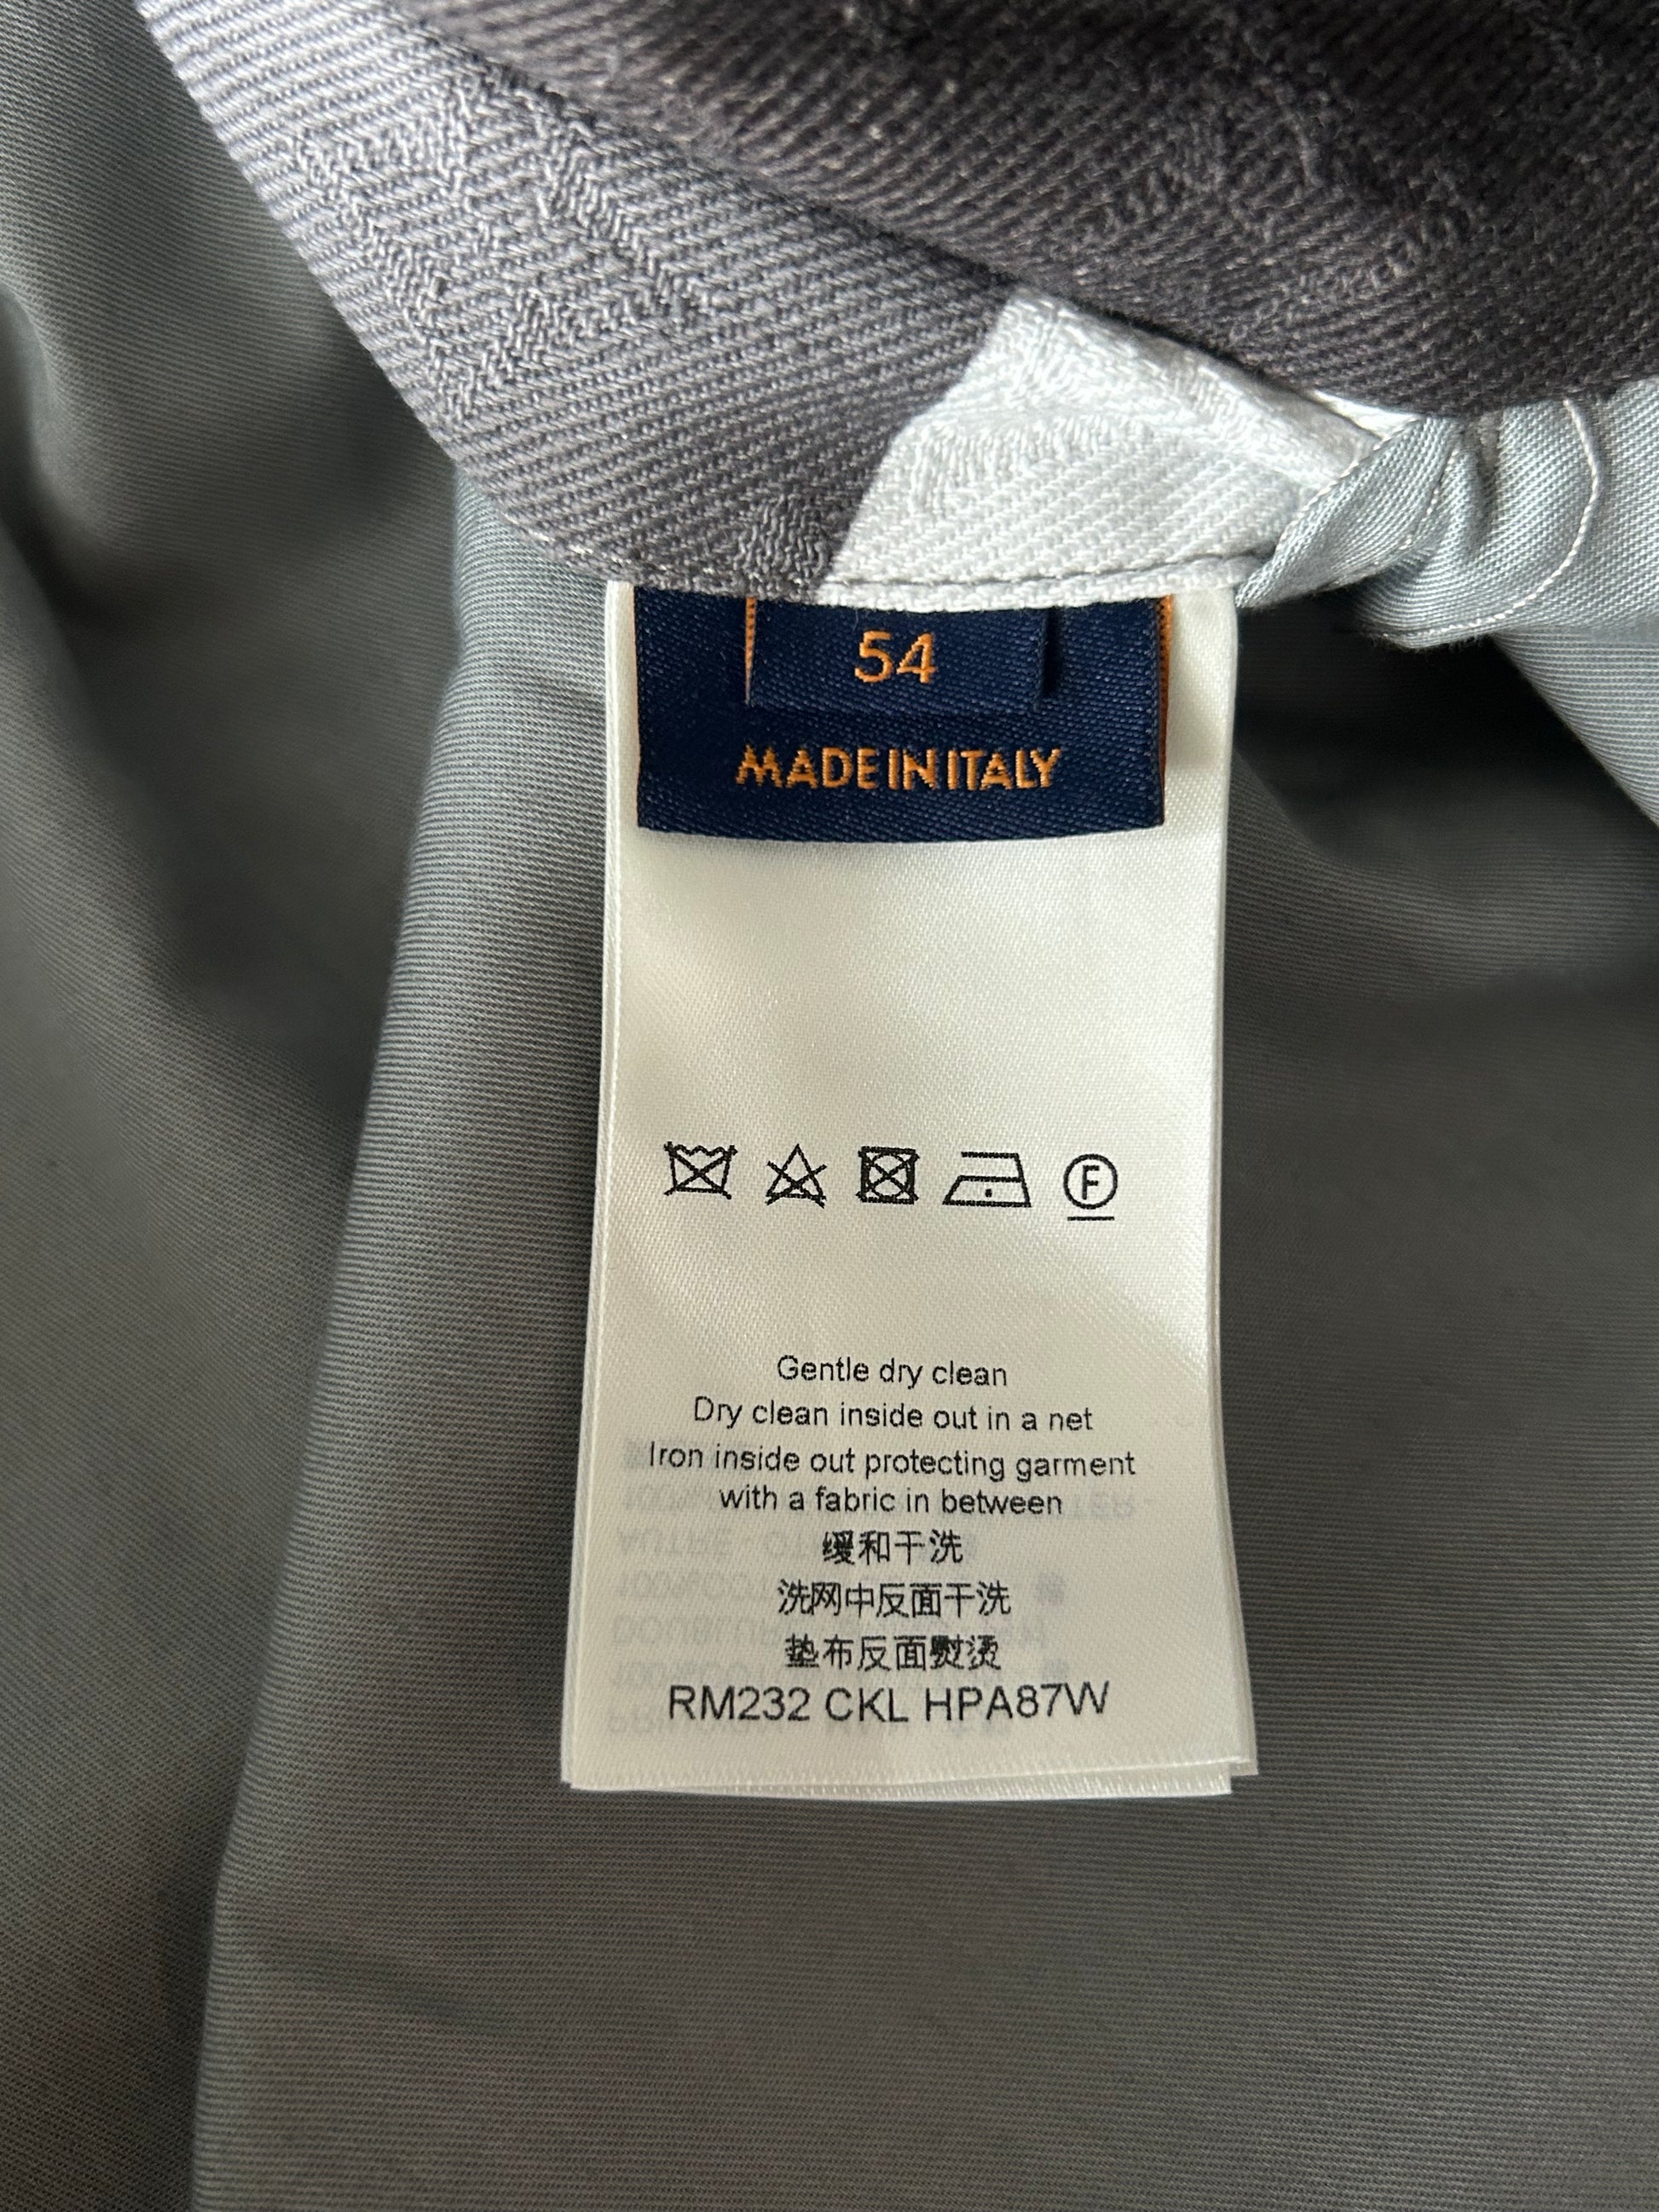 54
MADE IN ITALY
F
Gentle dry clean
Dry clean inside out in a net
Iron inside out protecting garment
with a fabric in between
缓和干洗
洗网中反面干洗
垫布反面熨烫
RM232 CKL HPA87W